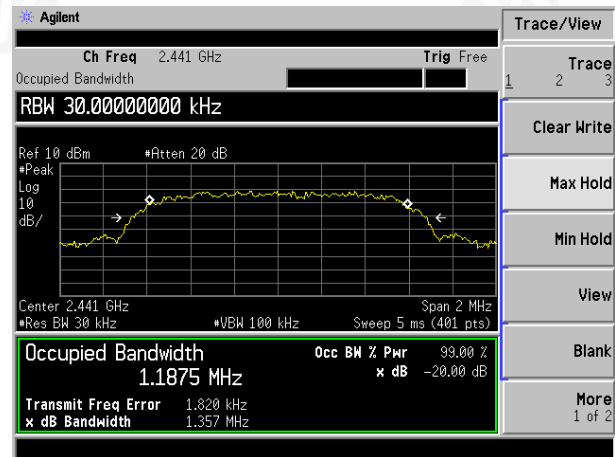 Agilent
Trace/View
Ch Freq 2.441 GHz Trig Free
Occupied Bandwidth
Trace
1 2 3
RBW 30.00000000 kHz
Clear Write
Ref 10 dBm #Atten 20 dB
#Peak
Log
10
dB/
Max Hold
Min Hold
View
Center 2.441 GHz Span 2 MHz
#Res BW 30 kHz #VBW 100 kHz Sweep 5 ms (401 pts)
Occupied Bandwidth Occ BW % Pwr 99.00 %
1.1875 MHz x dB -20.00 dB
Blank
Transmit Freq Error 1.820 kHz
x dB Bandwidth 1.357 MHz
More
1 of 2